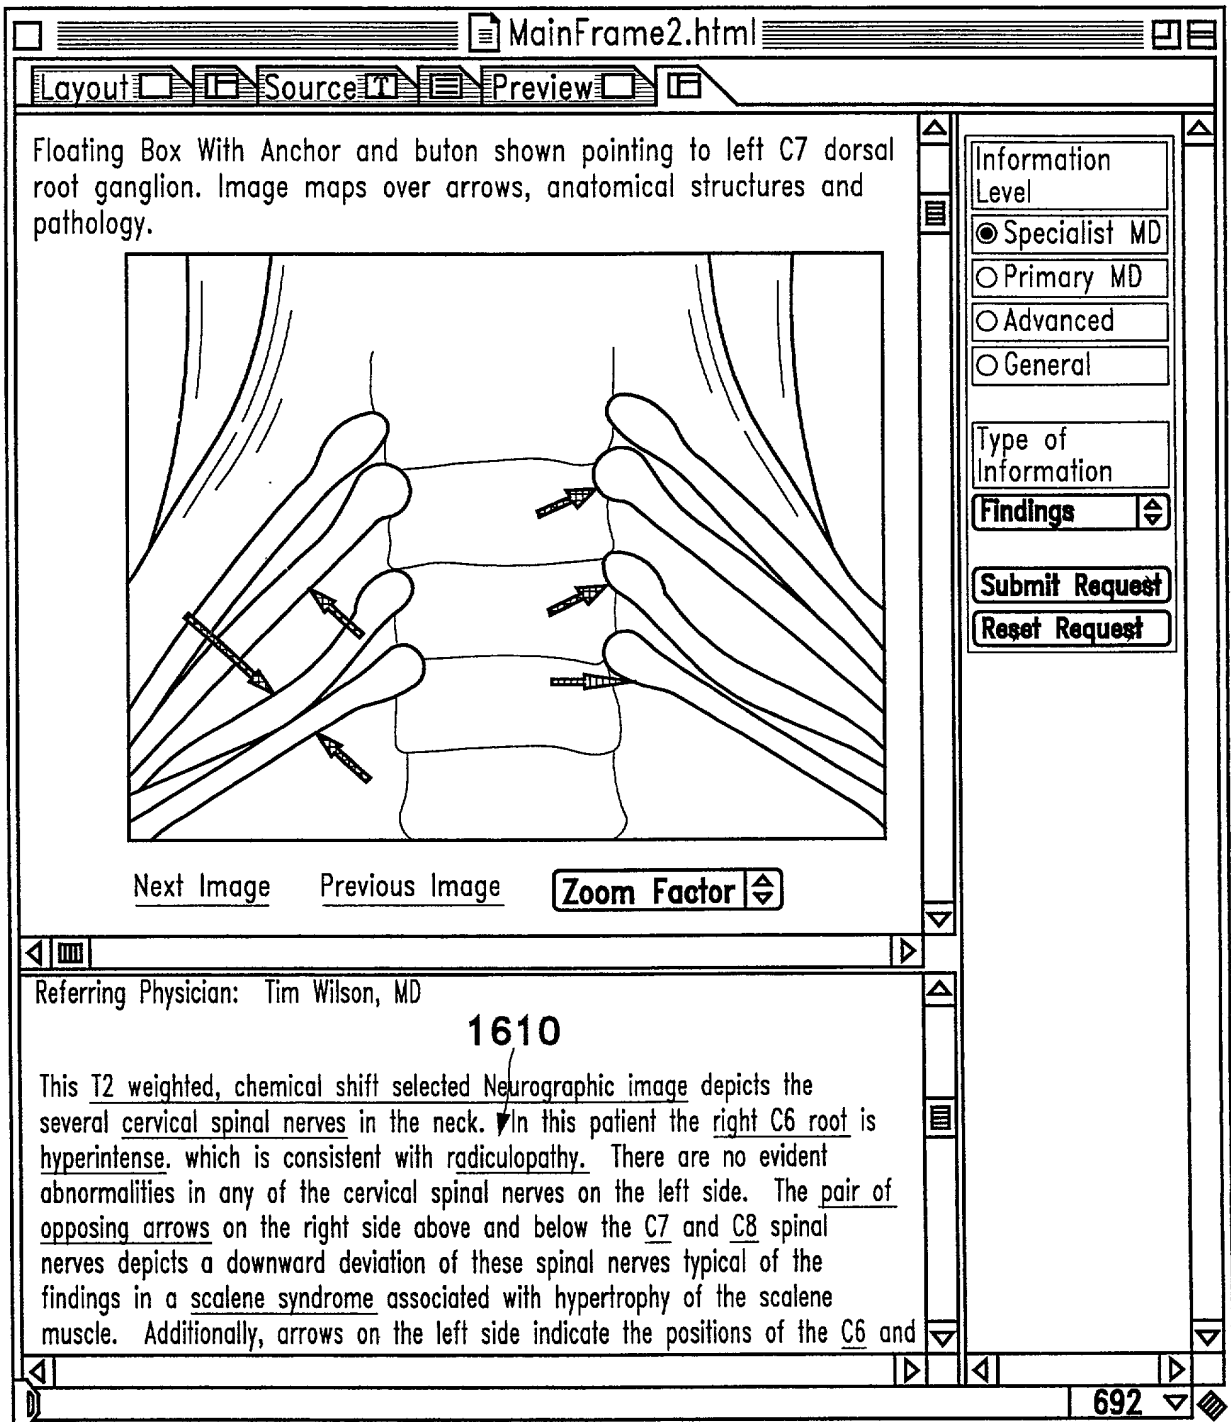 MainFrame2.html
Layout Source T Preview
Floating Box With Anchor and buton shown pointing to left C7 dorsal
root ganglion. Image maps over arrows, anatomical structures and
pathology.
Next Image Previous Image Zoom Factor
Information
Level
Specialist MD
Primary MD
Advanced
General
Type of
Information
Findings
Submit Request
Reset Request
Referring Physician: Tim Wilson, MD
1610
This T2 weighted, chemical shift selected Neurographic image depicts the
several cervical spinal nerves in the neck. In this patient the right C6 root is
hyperintense. which is consistent with radiculopathy. There are no evident
abnormalities in any of the cervical spinal nerves on the left side. The pair of
opposing arrows on the right side above and below the C7 and C8 spinal
nerves depicts a downward deviation of these spinal nerves typical of the
findings in a scalene syndrome associated with hypertrophy of the scalene
muscle. Additionally, arrows on the left side indicate the positions of the C6 and
692